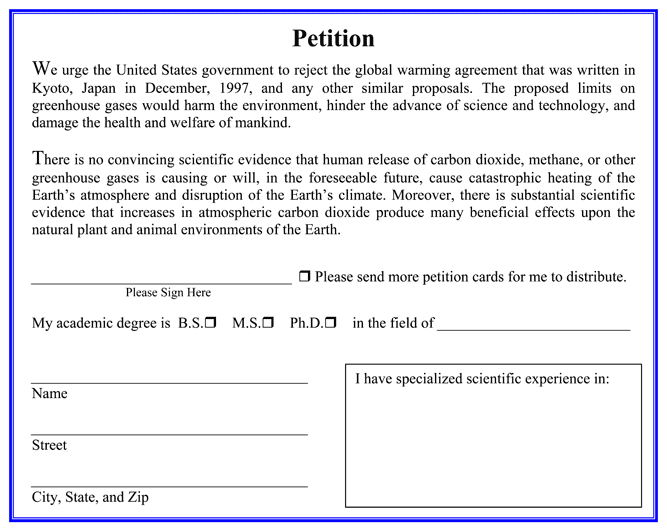 Petition
We urge the United States government to reject the global warming agreement that was written in
Kyoto, Japan in December, 1997, and any other similar proposals. The proposed limits on
greenhouse gases would harm the environment, hinder the advance of science and technology, and
damage the health and welfare of mankind.
There is no convincing scientific evidence that human release of carbon dioxide, methane, or other
greenhouse gases is causing or will, in the foreseeable future, cause catastrophic heating of the
Earth's atmosphere and disruption of the Earth's climate. Moreover, there is substantial scientific
evidence that increases in atmospheric carbon dioxide produce many beneficial effects upon the
natural plant and animal environments of the Earth.
Please send more petition cards for me to distribute.
Please Sign Here
My academic degree is B.S. M.S. Ph.D. in the field of
I have specialized scientific experience in:
Name
Street
City, State, and Zip